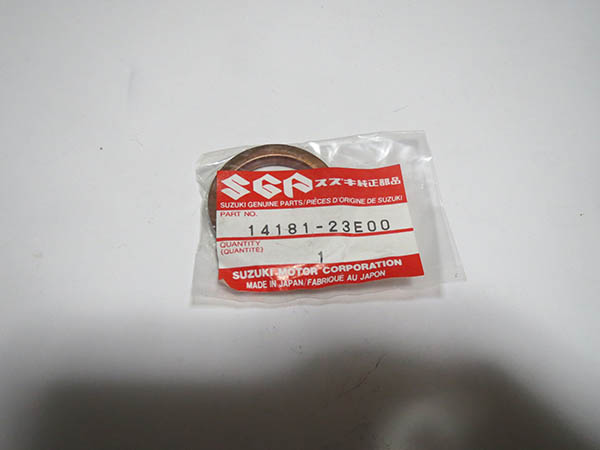 SGP スズキ純正部品
SUZUKI GENUINE PARTS/PIÈCES D'ORIGINE DE SUZUKI
PART NO.
14181-23E00
QUANTITY
(QUANTITÉ)
1
SUZUKI MOTOR CORPORATION
MADE IN JAPAN/FABRIQUE AU JAPON